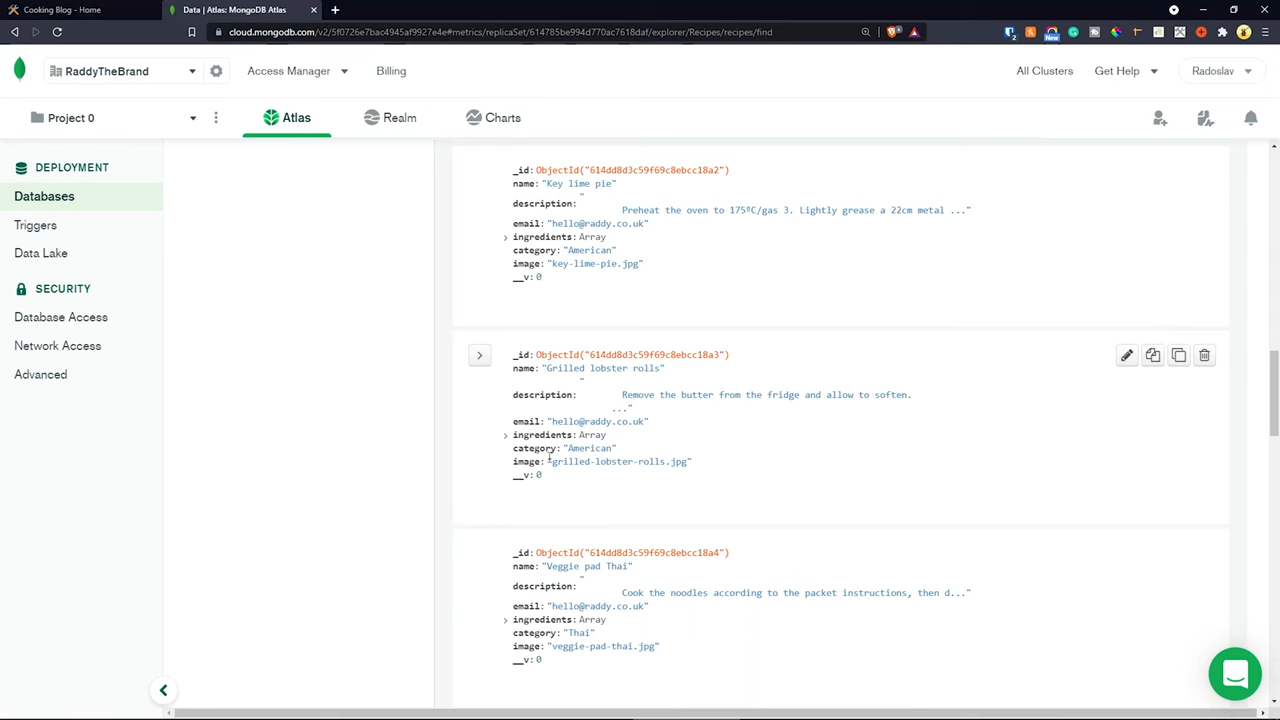 Cooking Blog - Home
Data | Atlas: MongoDB Atlas
cloud.mongodb.com/v2/5f0726e7bac4945af9927e4e#metrics/replicaSet/614785be994d770ac7618daf/explorer/Recipes/recipes/find
RaddyTheBrand
Access Manager
Billing
All Clusters
Get Help
Radoslav
Project 0
Atlas
Realm
Charts
DEPLOYMENT
Databases
Triggers
Data Lake
SECURITY
Database Access
Network Access
Advanced
_id: ObjectId("614dd8d3c59f69c8ebcc18a2")
name: "Key lime pie"
"
description: Preheat the oven to 175ºC/gas 3. Lightly grease a 22cm metal ..."
email: "hello@raddy.co.uk"
ingredients: Array
category: "American"
image: "key-lime-pie.jpg"
__v: 0
_id: ObjectId("614dd8d3c59f69c8ebcc18a3")
name: "Grilled lobster rolls"
"
description: Remove the butter from the fridge and allow to soften.
..."
email: "hello@raddy.co.uk"
ingredients: Array
category: "American"
image: "grilled-lobster-rolls.jpg"
__v: 0
_id: ObjectId("614dd8d3c59f69c8ebcc18a4")
name: "Veggie pad Thai"
"
description: Cook the noodles according to the packet instructions, then d..."
email: "hello@raddy.co.uk"
ingredients: Array
category: "Thai"
image: "veggie-pad-thai.jpg"
__v: 0